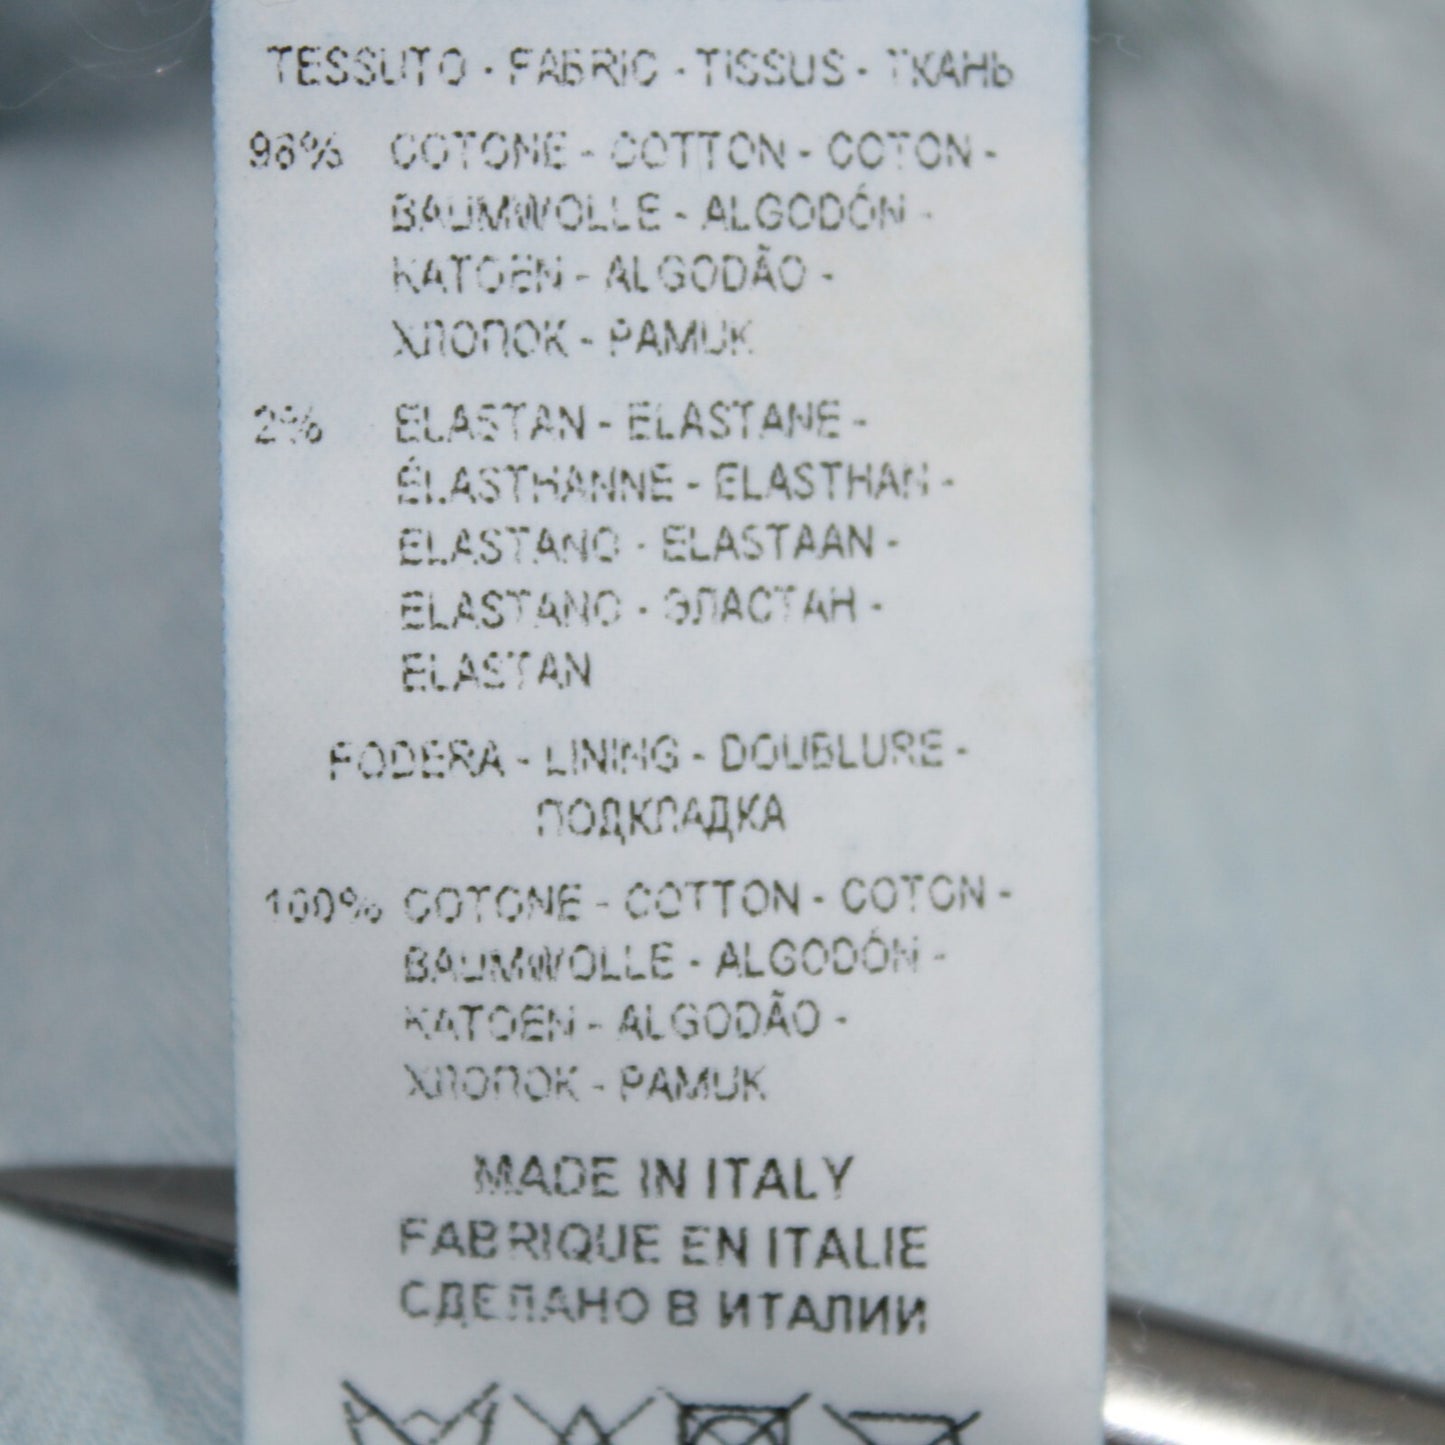 TESSUTO - FABRIC - TISSUS - ТКАНЬ
98% COTONE - COTTON - COTON -
BAUMWOLLE - ALGODÓN -
KATOEN - ALGODÃO -
ХЛОПОК - PAMUK
2% ELASTAN - ELASTANE -
ÉLASTHANNE - ELASTHAN -
ELASTANO - ELASTAAN -
ELASTANO - ЭЛАСТАН -
ELASTAN
FODERA - LINING - DOUBLURE -
ПОДКЛАДКА
100% COTONE - COTTON - COTON -
BAUMWOLLE - ALGODÓN -
KATOEN - ALGODÃO -
ХЛОПОК - PAMUK
MADE IN ITALY
FABRIQUE EN ITALIE
СДЕЛАНО В ИТАЛИИ